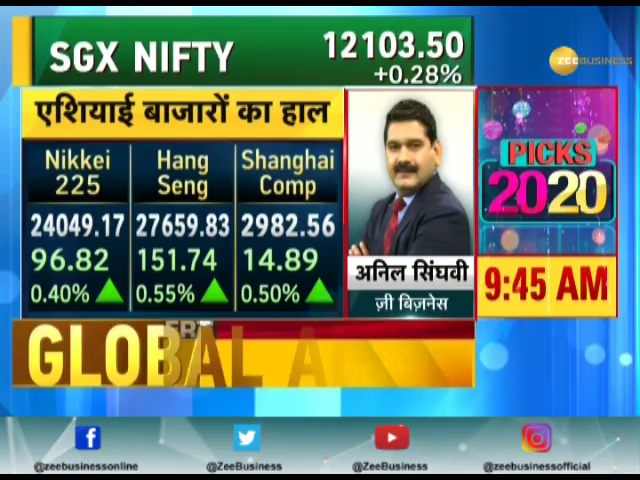 SGX NIFTY
12103.50
+0.28%
ZEEBUSINESS
एशियाई बाजारों का हाल
Nikkei 225
24049.17
96.82
0.40%
Hang Seng
27659.83
151.74
0.55%
Shanghai Comp
2982.56
14.89
0.50%
अनिल सिंघवी
ज़ी बिज़नेस
PICKS
2020
9:45 AM
GLOBAL A
@zeebusinessonline
@ZeeBusiness
@ZeeBusiness
@zeebusinessofficial